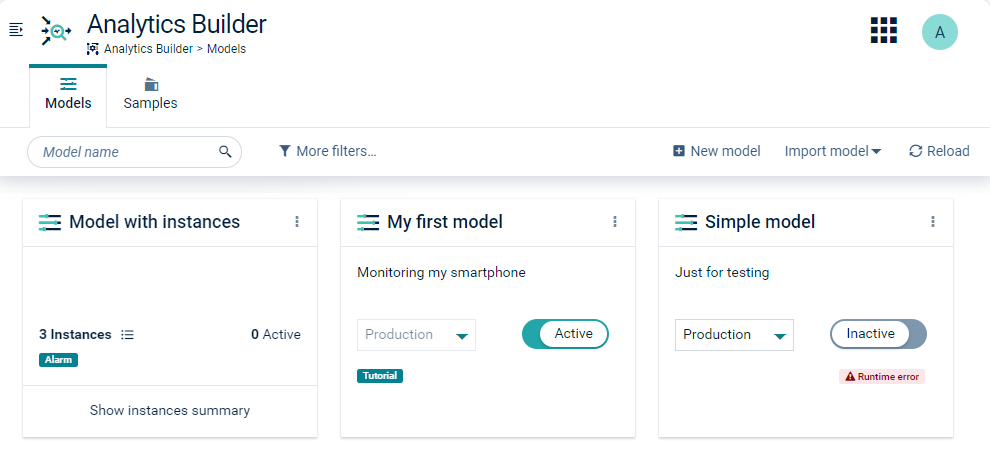 Analytics Builder
Analytics Builder > Models
A
Models
Samples
Model name
More filters...
New model
Import model
Reload
Model with instances
3 Instances
0 Active
Alarm
Show instances summary
My first model
Monitoring my smartphone
Production
Active
Tutorial
Simple model
Just for testing
Production
Inactive
Runtime error